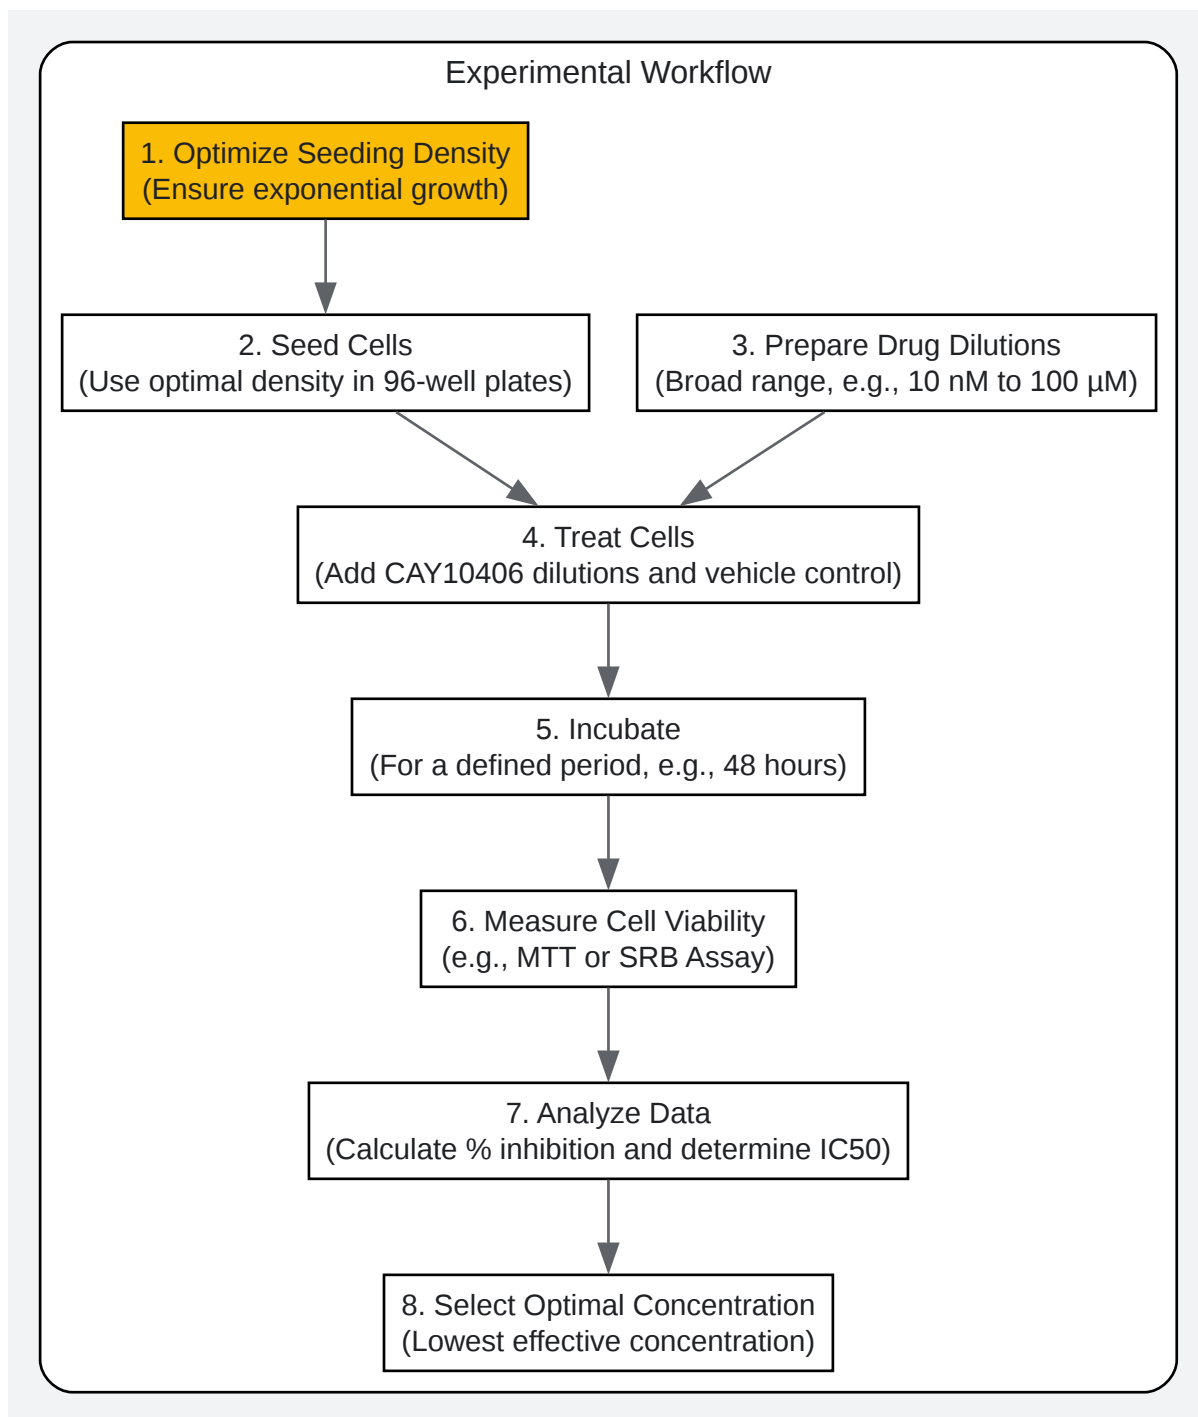 Experimental Workflow
1. Optimize Seeding Density
(Ensure exponential growth)
2. Seed Cells
(Use optimal density in 96-well plates)
3. Prepare Drug Dilutions
(Broad range, e.g., 10 nM to 100 µM)
4. Treat Cells
(Add CAY10406 dilutions and vehicle control)
5. Incubate
(For a defined period, e.g., 48 hours)
6. Measure Cell Viability
(e.g., MTT or SRB Assay)
7. Analyze Data
(Calculate % inhibition and determine IC50)
8. Select Optimal Concentration
(Lowest effective concentration)